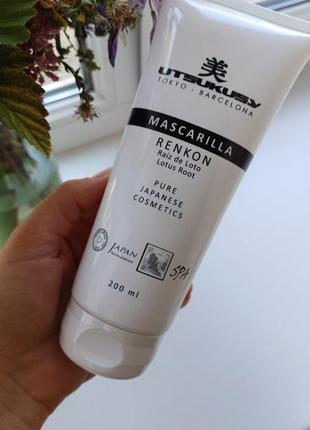 美
UTSUKUSY
TOKYO - BARCELONA
MASCARILLA
RENKON
Raíz de Loto
Lotus Root
PURE
JAPANESE
COSMETICS
JAPAN
SPA
200 ml